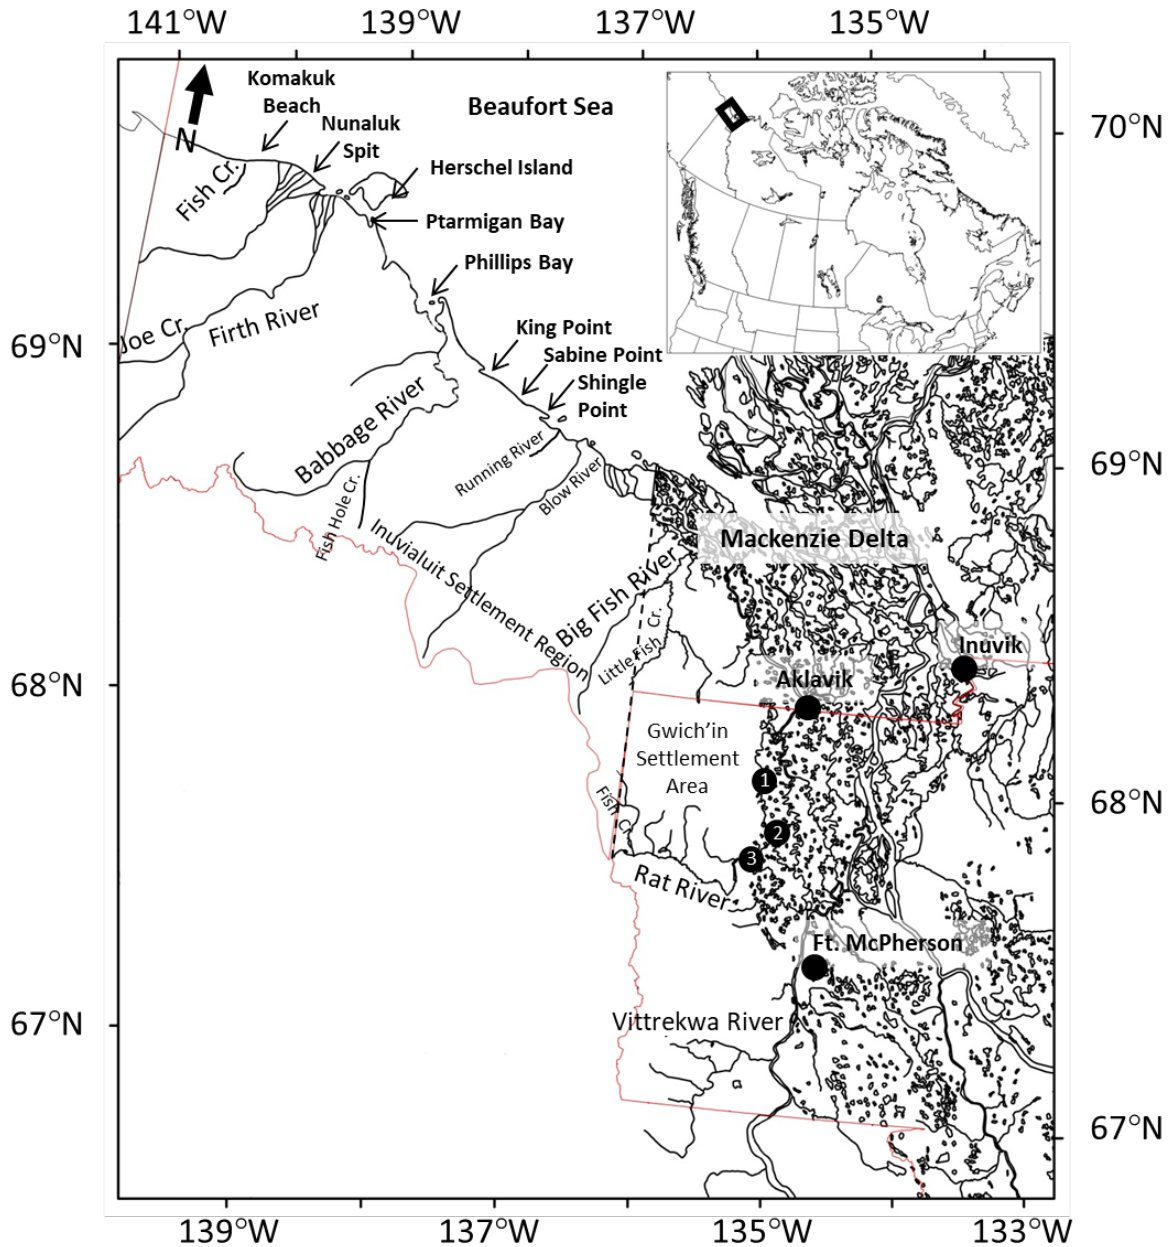 141°W 139°W 137°W 135°W
Komakuk
Beach
Beaufort Sea
Nunaluk
Spit
70°N
N
Herschel Island
Fish Cr.
Ptarmigan Bay
Phillips Bay
Joe Cr.
Firth River
King Point
69°N
Sabine Point
Shingle
Point
Babbage River
Running River
69°N
Blow River
Fish Hole Cr.
Inuvialuit Settlement Region
Mackenzie Delta
Big Fish River
Little Fish Cr.
Inuvik
68°N
Aklavik
Gwich'in
Settlement
Area
1
68°N
Fish C
2
3
Rat River
Ft. McPherson
67°N
Vittrekwa River
67°N
139°W 137°W 135°W 133°W